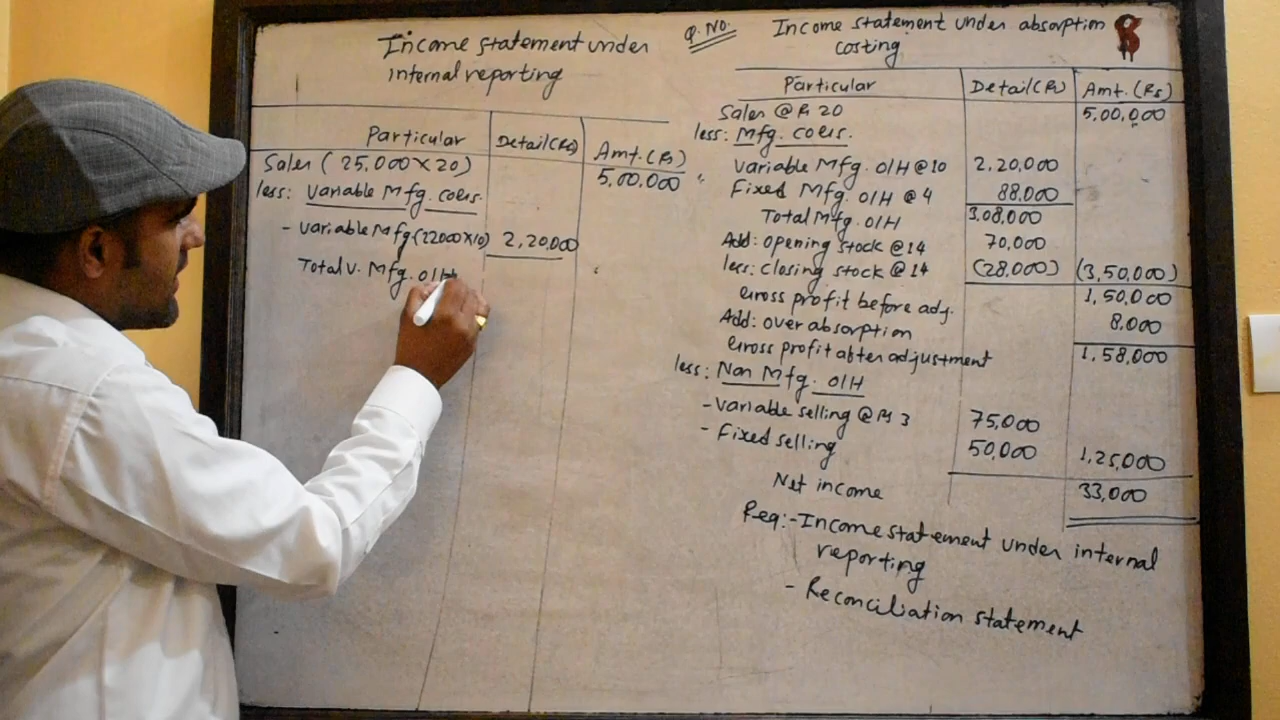 Income statement under
internal reporting
Particular Detail(Rs) Amt.(Rs)
Sales (25,000×20) 5,00,000
less: Variable Mfg. costs.
- Variable Mfg (22000×10) 2,20,000
Total V. Mfg. o/H
Q. NO. Income statement under absorption
costing
Particular Detail(Rs) Amt.(Rs)
Sales @ Rs 20 5,00,000
less: Mfg. costs.
Variable Mfg. O/H @ 10 2,20,000
Fixed Mfg. O/H @ 4 88,000
Total Mfg. O/H 3,08,000
Add: opening stock @ 14 70,000
less: closing stock @ 14 (28,000) (3,50,000)
Gross profit before adj. 1,50,000
Add: over absorption 8,000
Gross profit after adjustment 1,58,000
less: Non Mfg. O/H
- Variable selling @ Rs 3 75,000
- Fixed selling 50,000 1,25,000
Net income 33,000
Req:- Income statement under internal
reporting
- Reconciliation statement